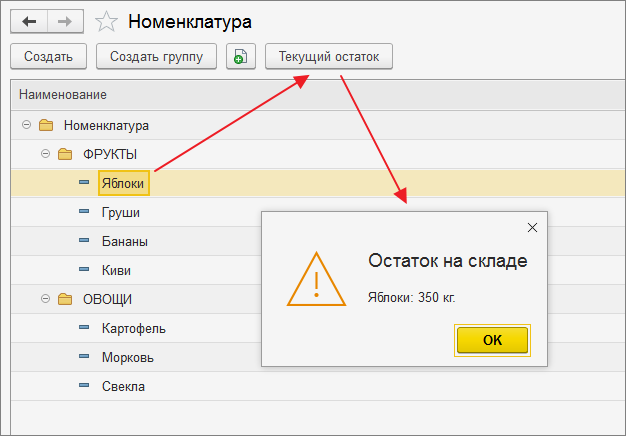 Номенклатура
Создать
Создать группу
Текущий остаток
Наименование
Номенклатура
ФРУКТЫ
Яблоки
Груши
Бананы
Киви
ОВОЩИ
Картофель
Морковь
Свекла
Остаток на складе
Яблоки: 350 кг.
OK